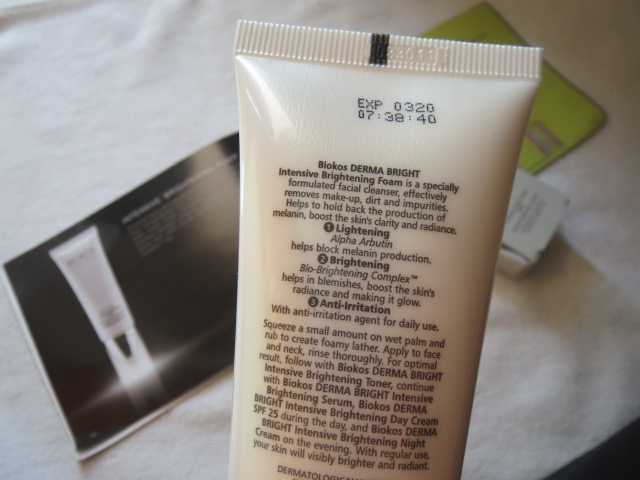 EXP 0320
07:38:40
Biokos DERMA BRIGHT
Intensive Brightening Foam is a specially
formulated facial cleanser, effectively
removes make-up, dirt and impurities.
Helps to hold back the production of
melanin, boost the skin's clarity and radiance.
❶ Lightening
Alpha Arbutin
helps block melanin production.
❷ Brightening
Bio-Brightening Complex™
helps in blemishes, boost the skin's
radiance and making it glow.
❸ Anti-Irritation
With anti-irritation agent for daily use.
Squeeze a small amount on wet palm and
rub to create foamy lather. Apply to face
and neck, rinse thoroughly. For optimal
result, follow with Biokos DERMA BRIGHT
Intensive Brightening Toner, continue
with Biokos DERMA BRIGHT Intensive
Brightening Serum, Biokos DERMA
BRIGHT Intensive Brightening Day Cream
SPF 25 during the day, and Biokos DERMA
BRIGHT Intensive Brightening Night
Cream on the evening. With regular use,
your skin will visibly brighter and radiant.